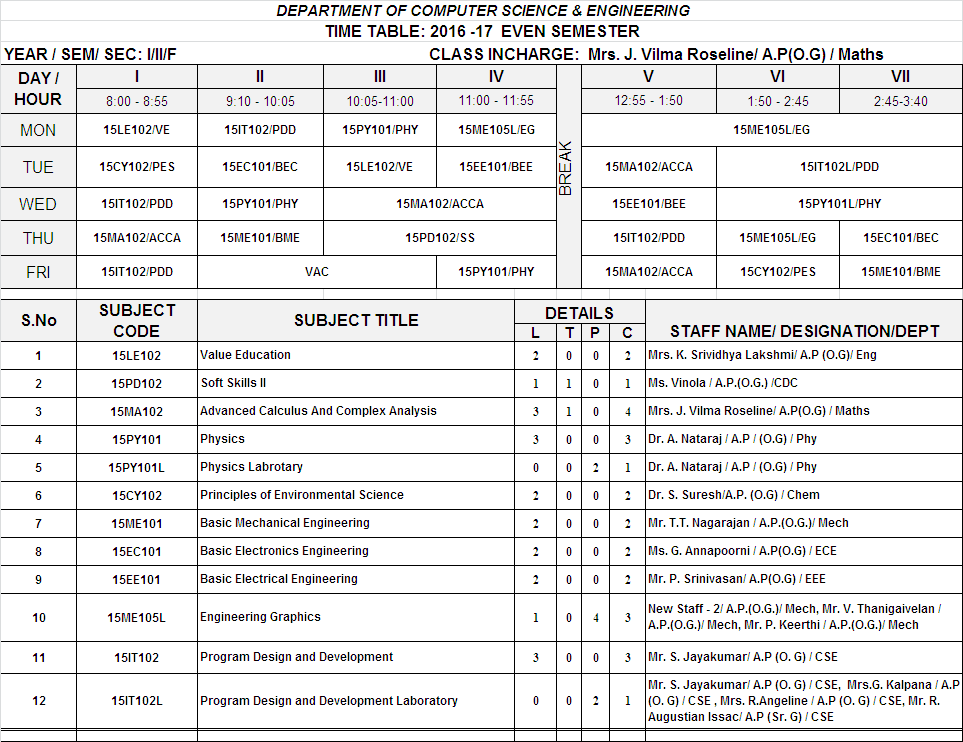 DEPARTMENT OF COMPUTER SCIENCE & ENGINEERING
TIME TABLE: 2016 -17 EVEN SEMESTER
YEAR / SEM/ SEC: I/II/F CLASS INCHARGE: Mrs. J. Vilma Roseline/ A.P(O.G) / Maths
DAY / HOUR I II III IV BREAK V VI VII
8:00 - 8:55 9:10 - 10:05 10:05-11:00 11:00 - 11:55 12:55 - 1:50 1:50 - 2:45 2:45-3:40
MON 15LE102/VE 15IT102/PDD 15PY101/PHY 15ME105L/EG 15ME105L/EG
TUE 15CY102/PES 15EC101/BEC 15LE102/VE 15EE101/BEE 15MA102/ACCA 15IT102L/PDD
WED 15IT102/PDD 15PY101/PHY 15MA102/ACCA 15EE101/BEE 15PY101L/PHY
THU 15MA102/ACCA 15ME101/BME 15PD102/SS 15IT102/PDD 15ME105L/EG 15EC101/BEC
FRI 15IT102/PDD VAC 15PY101/PHY 15MA102/ACCA 15CY102/PES 15ME101/BME
S.No SUBJECT CODE SUBJECT TITLE DETAILS STAFF NAME/ DESIGNATION/DEPT
L T P C
1 15LE102 Value Education 2 0 0 2 Mrs. K. Srividhya Lakshmi/ A.P (O.G)/ Eng
2 15PD102 Soft Skills II 1 1 0 1 Ms. Vinola / A.P.(O.G.) /CDC
3 15MA102 Advanced Calculus And Complex Analysis 3 1 0 4 Mrs. J. Vilma Roseline/ A.P(O.G) / Maths
4 15PY101 Physics 3 0 0 3 Dr. A. Nataraj / A.P / (O.G) / Phy
5 15PY101L Physics Labrotary 0 0 2 1 Dr. A. Nataraj / A.P / (O.G) / Phy
6 15CY102 Principles of Environmental Science 2 0 0 2 Dr. S. Suresh/A.P. (O.G) / Chem
7 15ME101 Basic Mechanical Engineering 2 0 0 2 Mr. T.T. Nagarajan / A.P.(O.G.)/ Mech
8 15EC101 Basic Electronics Engineering 2 0 0 2 Ms. G. Annapoorni / A.P(O.G) / ECE
9 15EE101 Basic Electrical Engineering 2 0 0 2 Mr. P. Srinivasan/ A.P(O.G) / EEE
10 15ME105L Engineering Graphics 1 0 4 3 New Staff - 2/ A.P.(O.G.)/ Mech, Mr. V. Thanigaivelan /
A.P.(O.G.)/ Mech, Mr. P. Keerthi / A.P.(O.G.)/ Mech
11 15IT102 Program Design and Development 3 0 0 3 Mr. S. Jayakumar/ A.P (O. G) / CSE
12 15IT102L Program Design and Development Laboratory 0 0 2 1 Mr. S. Jayakumar/ A.P (O. G) / CSE, Mrs.G. Kalpana / A.P
(O. G) / CSE , Mrs. R.Angeline / A.P (O. G) / CSE, Mr. R.
Augustian Issac/ A.P (Sr. G) / CSE